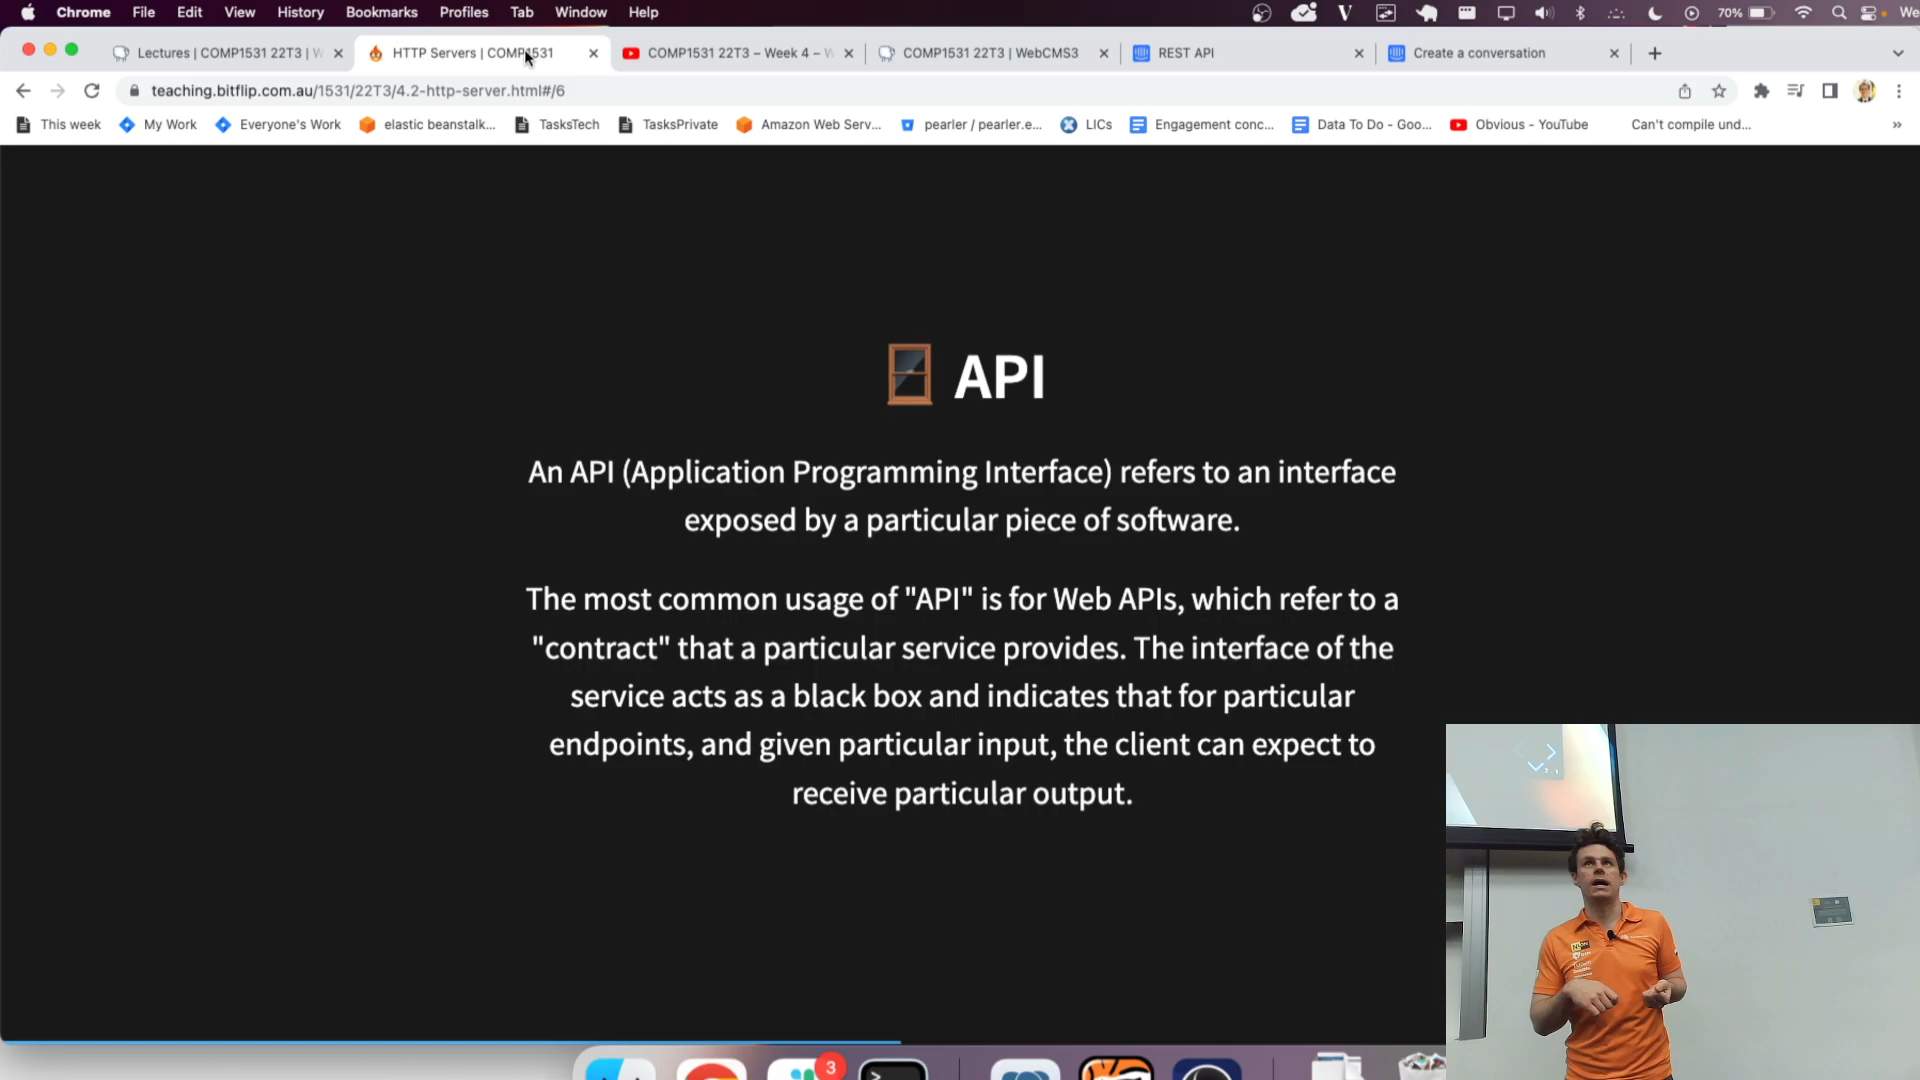 Chrome File Edit View History Bookmarks Profiles Tab Window Help 70% We
Lectures | COMP1531 22T3 | W
HTTP Servers | COMP1531
COMP1531 22T3 – Week 4 – W
COMP1531 22T3 | WebCMS3
REST API
Create a conversation
teaching.bitflip.com.au/1531/22T3/4.2-http-server.html#/6
This week My Work Everyone's Work elastic beanstalk... TasksTech TasksPrivate Amazon Web Serv... pearler / pearler.e... LICs Engagement conc... Data To Do - Goo... Obvious - YouTube Can't compile und... »
API
An API (Application Programming Interface) refers to an interface
exposed by a particular piece of software.
The most common usage of "API" is for Web APIs, which refer to a
"contract" that a particular service provides. The interface of the
service acts as a black box and indicates that for particular
endpoints, and given particular input, the client can expect to
receive particular output.
3